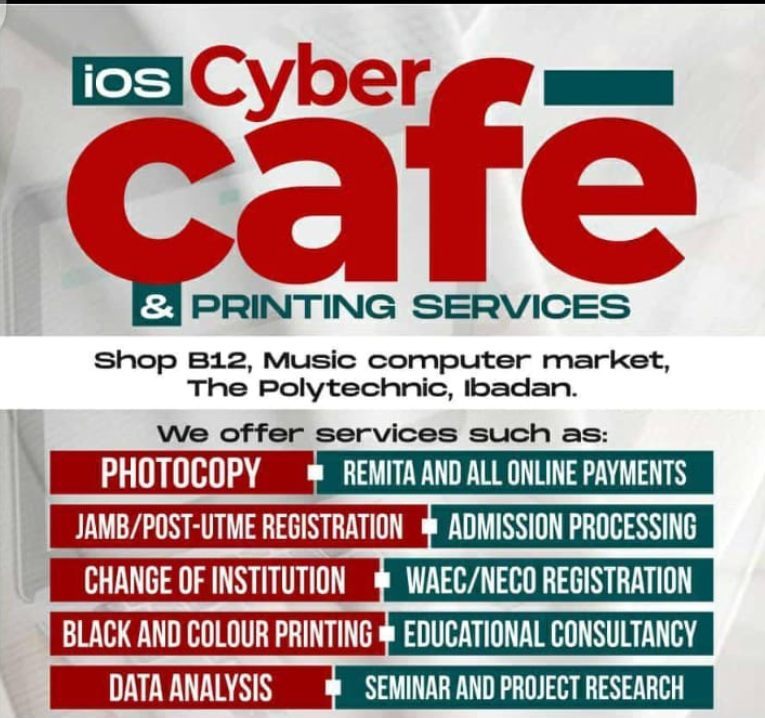 ios Cyber
cafē
& PRINTING SERVICES
Shop B12, Music computer market,
The Polytechnic, Ibadan.
We offer services such as:
PHOTOCOPY ▪ REMITA AND ALL ONLINE PAYMENTS
JAMB/POST-UTME REGISTRATION ▪ ADMISSION PROCESSING
CHANGE OF INSTITUTION ▪ WAEC/NECO REGISTRATION
BLACK AND COLOUR PRINTING ▪ EDUCATIONAL CONSULTANCY
DATA ANALYSIS ▪ SEMINAR AND PROJECT RESEARCH